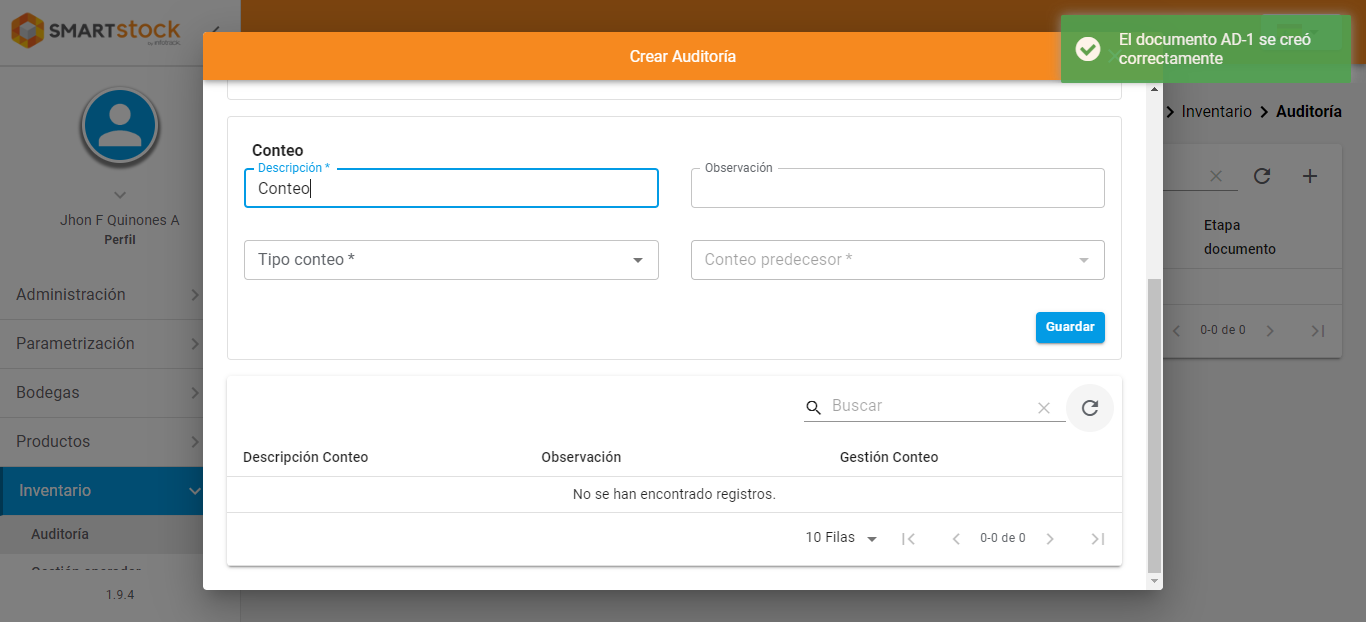 SMARTstock
by infotrack
Crear Auditoría
El documento AD-1 se creó
correctamente
Inventario
Auditoría
Jhon F Quinones A
Perfil
Administración
Parametrización
Bodegas
Productos
Inventario
Auditoría
1.9.4
Conteo
Descripción *
Conteo
Observación
Tipo conteo *
Conteo predecesor *
Guardar
Buscar
Descripción Conteo Observación Gestión Conteo
No se han encontrado registros.
10 Filas 0-0 de 0
Etapa
documento
0-0 de 0